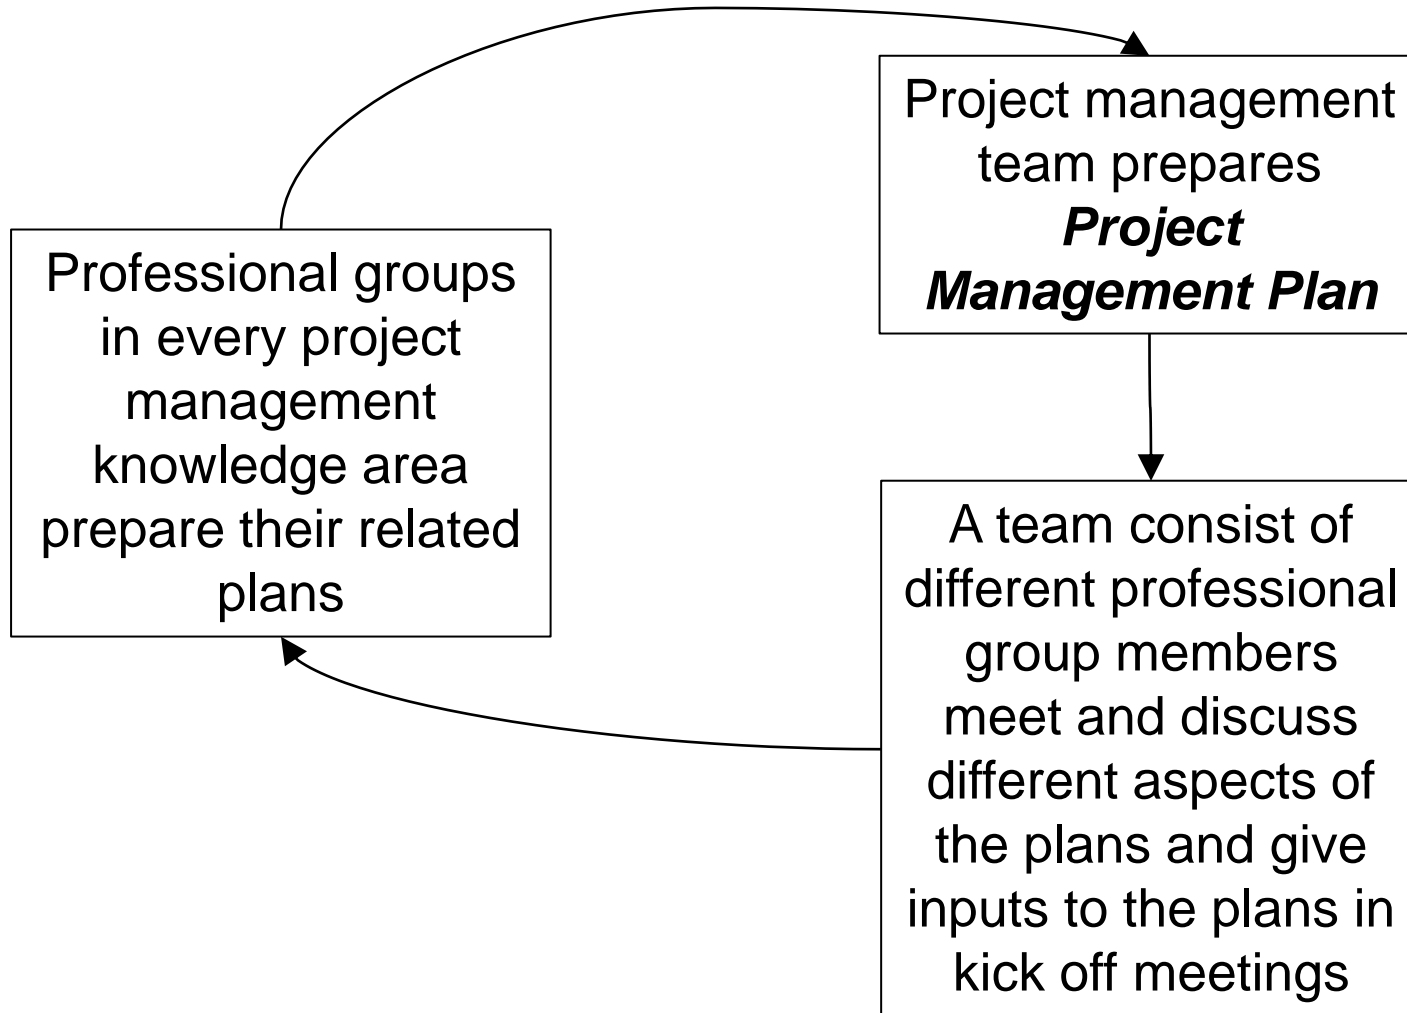 Project management
team prepares
Project
Management Plan
Professional groups
in every project
management
knowledge area
prepare their related
plans
A team consist of
different professional
group members
meet and discuss
different aspects of
the plans and give
inputs to the plans in
kick off meetings